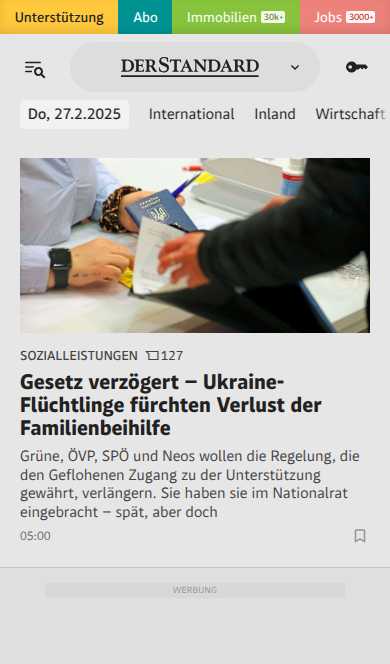 Unterstützung Abo Immobilien 30k+ Jobs 3000+
DERSTANDARD
Do, 27.2.2025 International Inland Wirtschaft
SOZIALLEISTUNGEN 127
Gesetz verzögert – Ukraine-
Flüchtlinge fürchten Verlust der
Familienbeihilfe
Grüne, ÖVP, SPÖ und Neos wollen die Regelung, die
den Geflohenen Zugang zu der Unterstützung
gewährt, verlängern. Sie haben sie im Nationalrat
eingebracht – spät, aber doch
05:00
WERBUNG